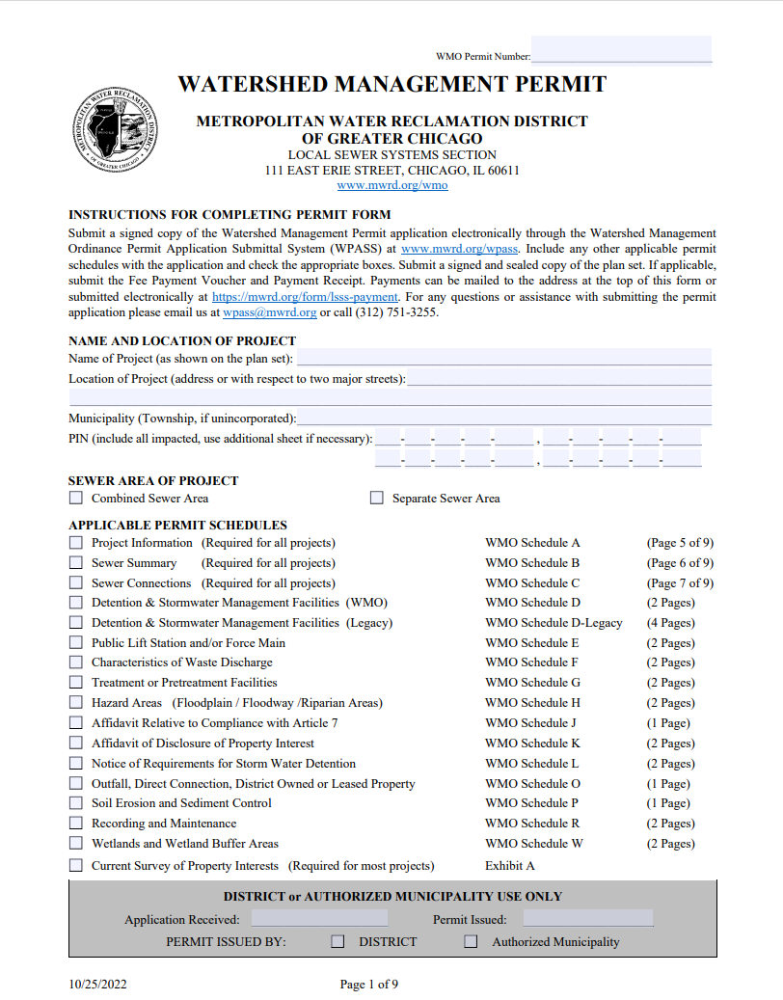 WMO Permit Number:
WATERSHED MANAGEMENT PERMIT
METROPOLITAN WATER RECLAMATION DISTRICT
OF GREATER CHICAGO
METROPOLITAN WATER RECLAMATION DISTRICT
OF GREATER CHICAGO
LOCAL SEWER SYSTEMS SECTION
111 EAST ERIE STREET, CHICAGO, IL 60611
www.mwrd.org/wmo
INSTRUCTIONS FOR COMPLETING PERMIT FORM
Submit a signed copy of the Watershed Management Permit application electronically through the Watershed Management
Ordinance Permit Application Submittal System (WPASS) at www.mwrd.org/wpass. Include any other applicable permit
schedules with the application and check the appropriate boxes. Submit a signed and sealed copy of the plan set. If applicable,
submit the Fee Payment Voucher and Payment Receipt. Payments can be mailed to the address at the top of this form or
submitted electronically at https://mwrd.org/form/lsss-payment. For any questions or assistance with submitting the permit
application please email us at wpass@mwrd.org or call (312) 751-3255.
NAME AND LOCATION OF PROJECT
Name of Project (as shown on the plan set):
Location of Project (address or with respect to two major streets):
Municipality (Township, if unincorporated):
PIN (include all impacted, use additional sheet if necessary): - - - - , - - - -
- - - - , - - - -
SEWER AREA OF PROJECT
Combined Sewer Area Separate Sewer Area
APPLICABLE PERMIT SCHEDULES
Project Information (Required for all projects) WMO Schedule A (Page 5 of 9)
Sewer Summary (Required for all projects) WMO Schedule B (Page 6 of 9)
Sewer Connections (Required for all projects) WMO Schedule C (Page 7 of 9)
Detention & Stormwater Management Facilities (WMO) WMO Schedule D (2 Pages)
Detention & Stormwater Management Facilities (Legacy) WMO Schedule D-Legacy (4 Pages)
Public Lift Station and/or Force Main WMO Schedule E (2 Pages)
Characteristics of Waste Discharge WMO Schedule F (2 Pages)
Treatment or Pretreatment Facilities WMO Schedule G (2 Pages)
Hazard Areas (Floodplain / Floodway /Riparian Areas) WMO Schedule H (2 Pages)
Affidavit Relative to Compliance with Article 7 WMO Schedule J (1 Page)
Affidavit of Disclosure of Property Interest WMO Schedule K (2 Pages)
Notice of Requirements for Storm Water Detention WMO Schedule L (2 Pages)
Outfall, Direct Connection, District Owned or Leased Property WMO Schedule O (1 Page)
Soil Erosion and Sediment Control WMO Schedule P (1 Page)
Recording and Maintenance WMO Schedule R (2 Pages)
Wetlands and Wetland Buffer Areas WMO Schedule W (2 Pages)
Current Survey of Property Interests (Required for most projects) Exhibit A
DISTRICT or AUTHORIZED MUNICIPALITY USE ONLY
Application Received: Permit Issued:
PERMIT ISSUED BY: DISTRICT Authorized Municipality
10/25/2022 Page 1 of 9